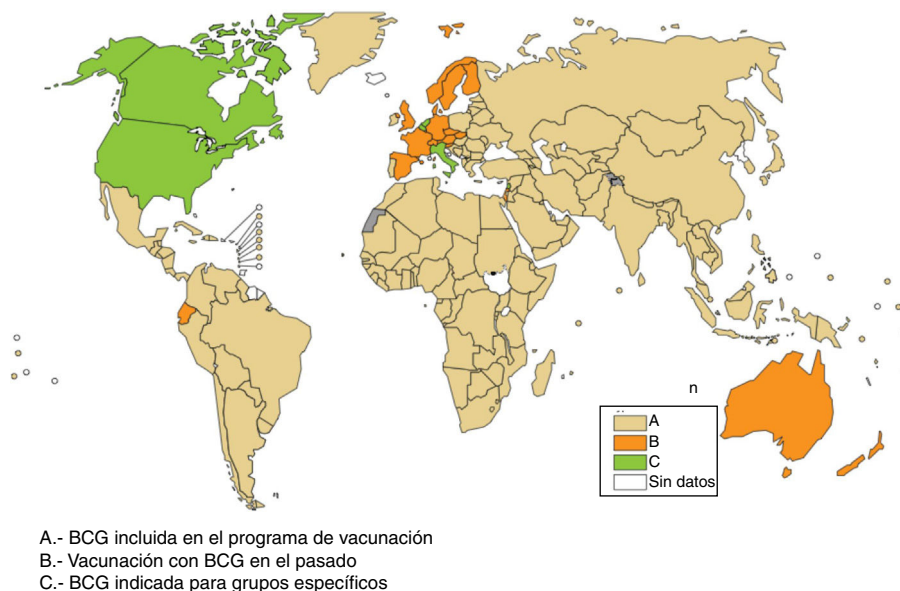 n
A
B
C
Sin datos
A.- BCG incluida en el programa de vacunación
B.- Vacunación con BCG en el pasado
C.- BCG indicada para grupos específicos